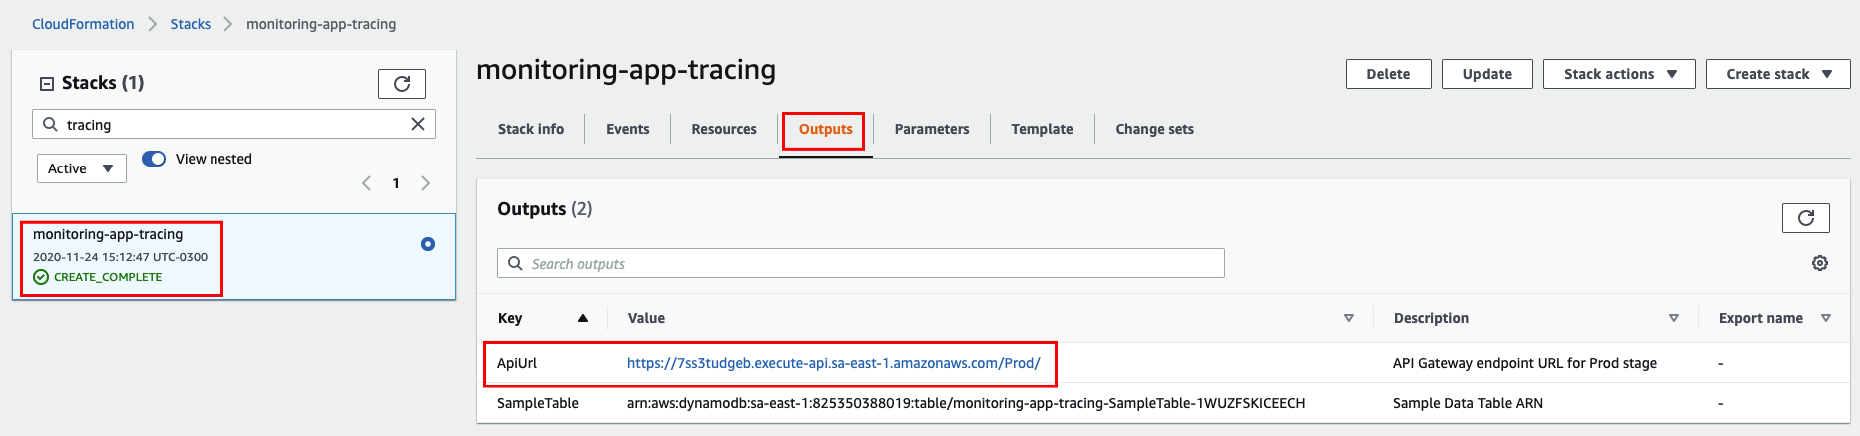 CloudFormation > Stacks > monitoring-app-tracing
Stacks (1)
tracing
Active
View nested
1
monitoring-app-tracing
2020-11-24 15:12:47 UTC-0300
CREATE_COMPLETE
monitoring-app-tracing
Delete
Update
Stack actions
Create stack
Stack info
Events
Resources
Outputs
Parameters
Template
Change sets
Outputs (2)
Search outputs
Key Value Description Export name
ApiUrl https://7ss3tudgeb.execute-api.sa-east-1.amazonaws.com/Prod/ API Gateway endpoint URL for Prod stage -
SampleTable arn:aws:dynamodb:sa-east-1:825350388019:table/monitoring-app-tracing-SampleTable-1WUZFSKICEECH Sample Data Table ARN -